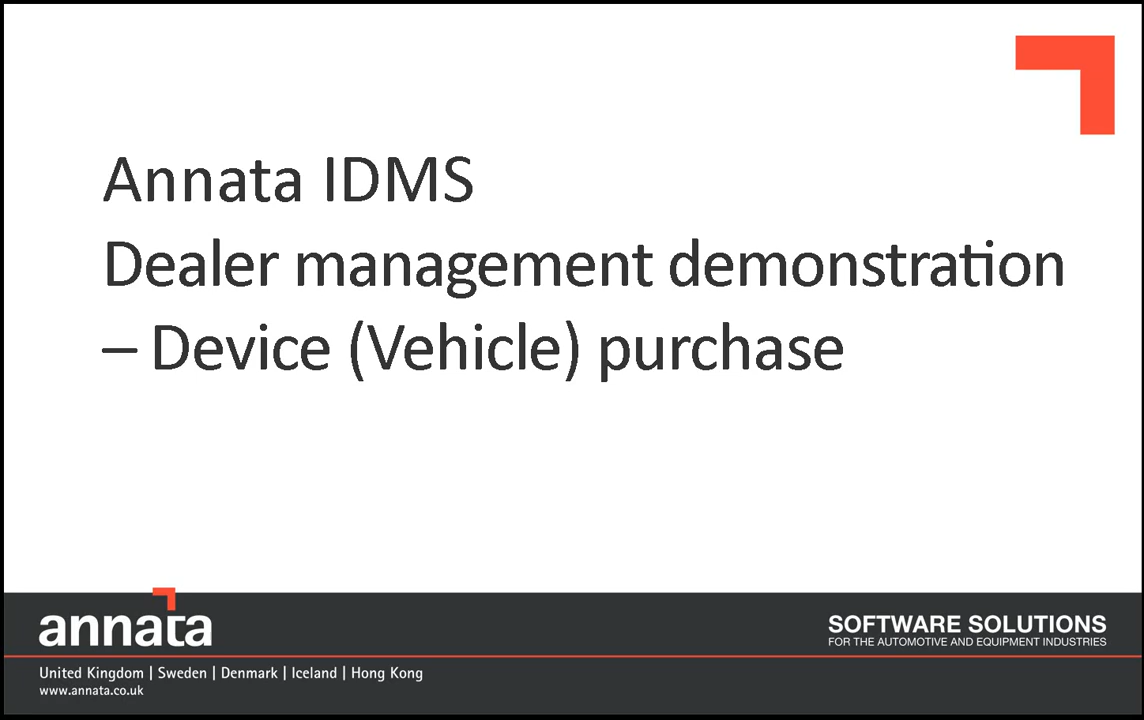 Annata IDMS
Dealer management demonstration
– Device (Vehicle) purchase
annata
SOFTWARE SOLUTIONS
FOR THE AUTOMOTIVE AND EQUIPMENT INDUSTRIES
United Kingdom | Sweden | Denmark | Iceland | Hong Kong
www.annata.co.uk